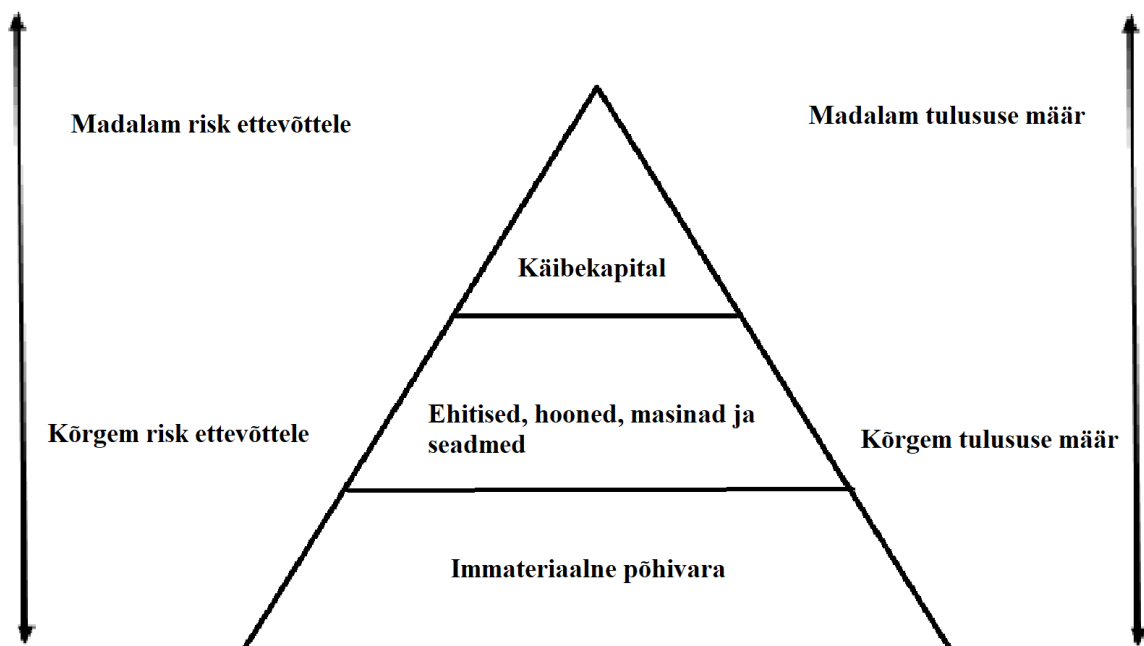 Madalam risk ettevõttele
Madalam tulususe määr
Käibekapital
Ehitised, hooned, masinad ja
seadmed
Kõrgem risk ettevõttele
Kõrgem tulususe määr
Immateriaalne põhivara